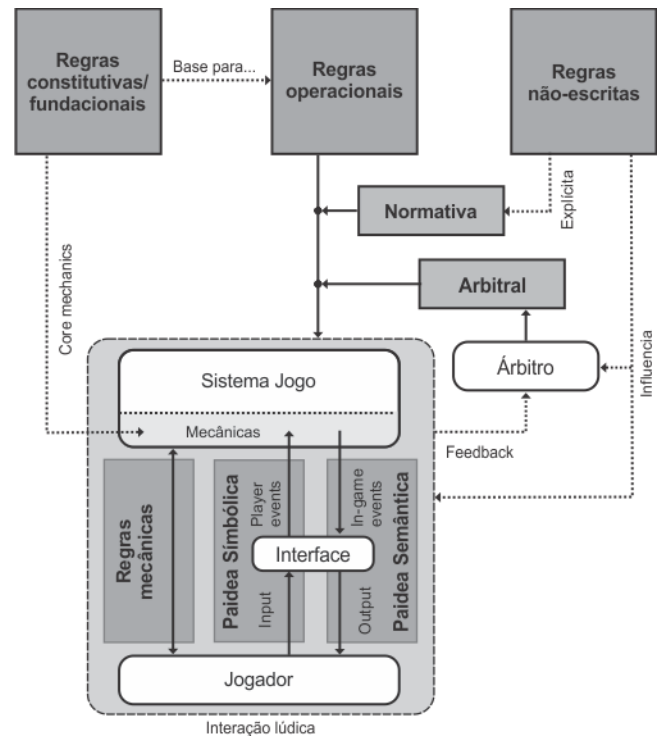 Regras
constitutivas/
fundacionais
Base para...
Regras
operacionais
Regras
não-escritas
Normativa
Explícita
Arbitral
Core mechanics
Árbitro
Influencia
Sistema Jogo
Mecânicas
Feedback
Regras
mecânicas
Paidea Simbólica
Player
events
In-game
events
Paidea Semântica
Interface
Input
Output
Jogador
Interação lúdica